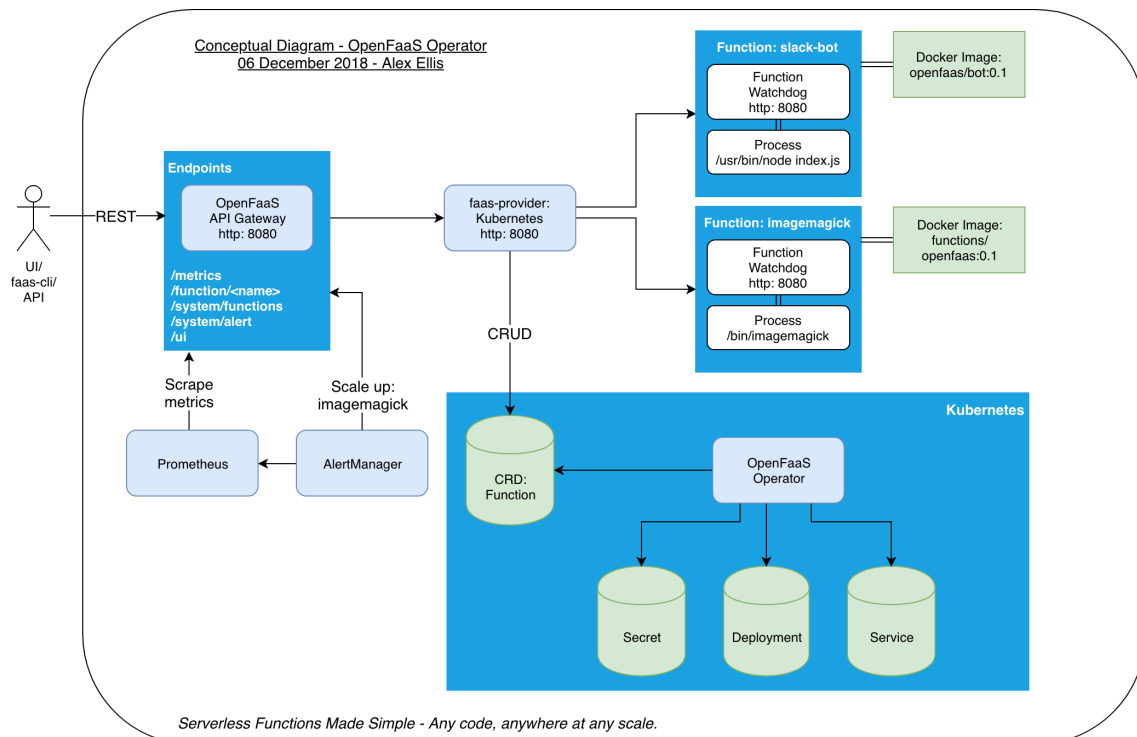 Conceptual Diagram - OpenFaaS Operator
06 December 2018 - Alex Ellis
UI/
faas-cli/
API
REST
Endpoints
OpenFaaS
API Gateway
http: 8080
/metrics
/function/<name>
/system/functions
/system/alert
/ui
Scrape
metrics
Scale up:
imagemagick
Prometheus
AlertManager
faas-provider:
Kubernetes
http: 8080
CRUD
Function: slack-bot
Function
Watchdog
http: 8080
Process
/usr/bin/node index.js
Docker Image:
openfaas/bot:0.1
Function: imagemagick
Function
Watchdog
http: 8080
Process
/bin/imagemagick
Docker Image:
functions/
openfaas:0.1
Kubernetes
CRD:
Function
OpenFaaS
Operator
Secret
Deployment
Service
Serverless Functions Made Simple - Any code, anywhere at any scale.